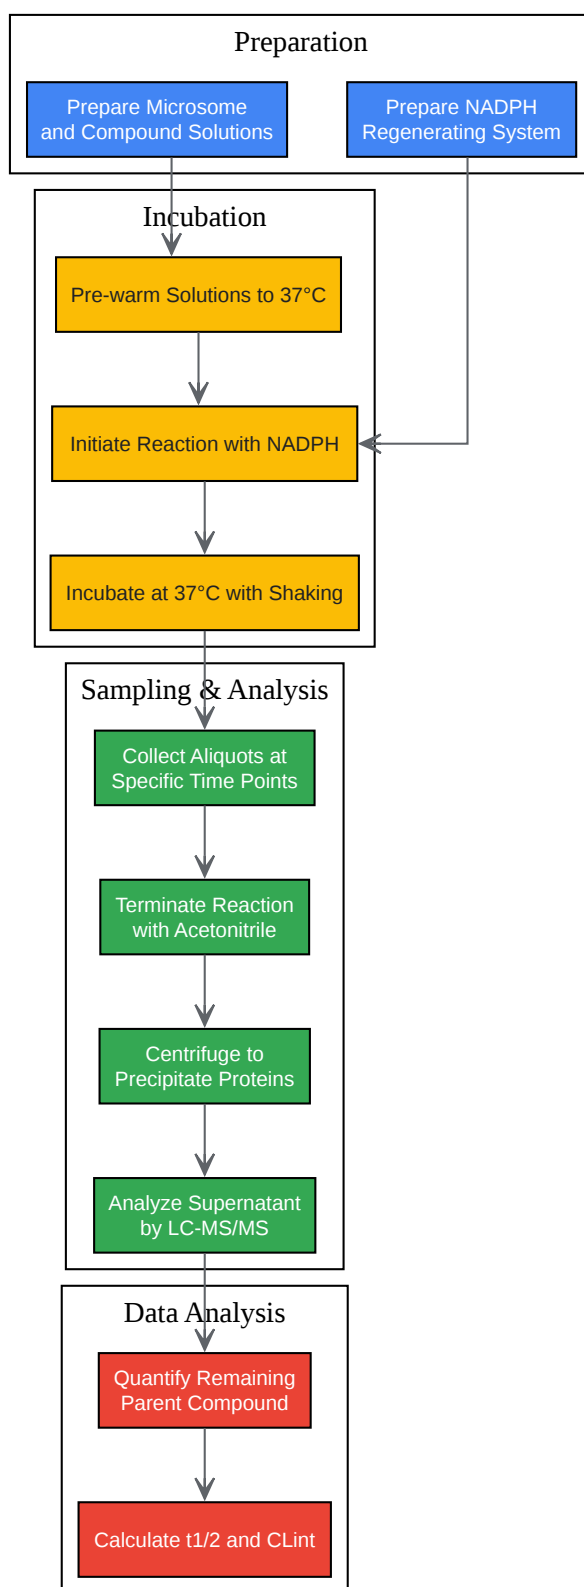 Preparation
Prepare Microsome
and Compound Solutions
Prepare NADPH
Regenerating System
Incubation
Pre-warm Solutions to 37°C
Initiate Reaction with NADPH
Incubate at 37°C with Shaking
Sampling & Analysis
Collect Aliquots at
Specific Time Points
Terminate Reaction
with Acetonitrile
Centrifuge to
Precipitate Proteins
Analyze Supernatant
by LC-MS/MS
Data Analysis
Quantify Remaining
Parent Compound
Calculate t1/2 and CLint